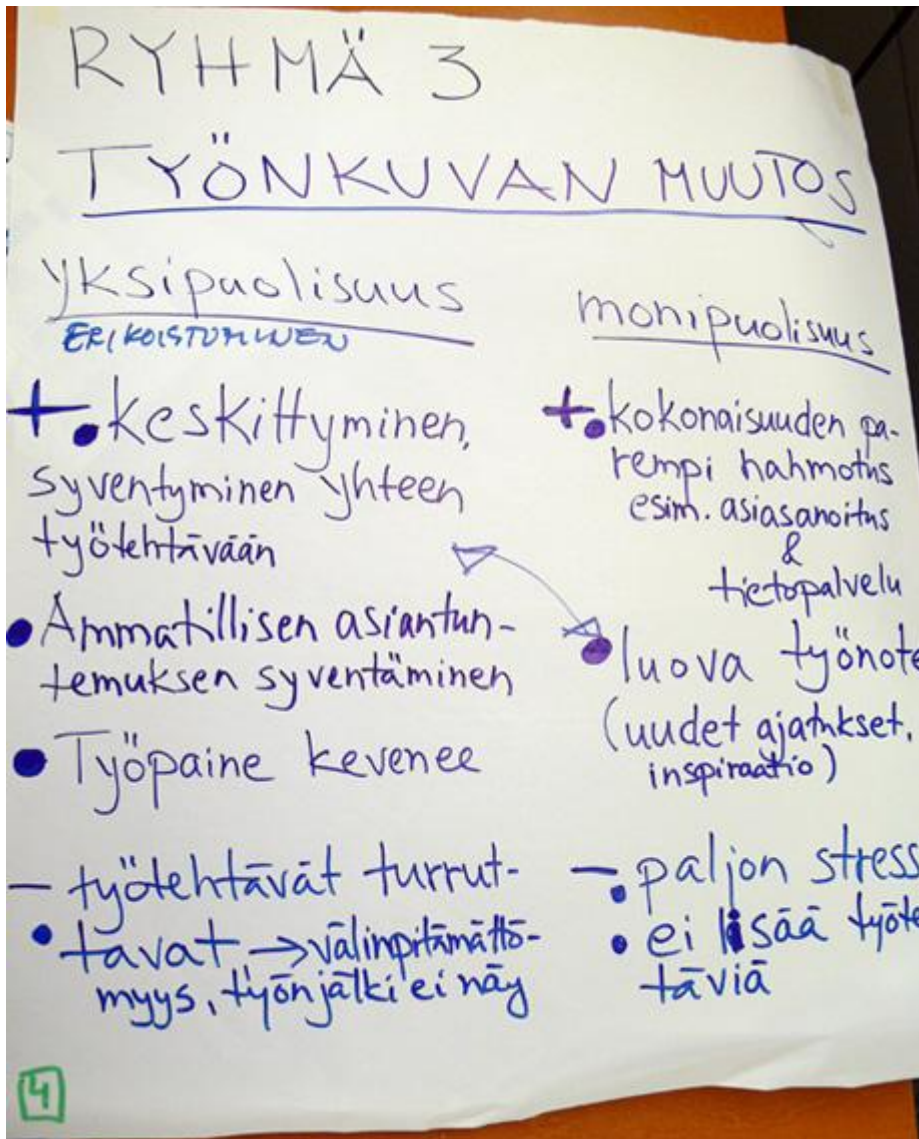 RYHMÄ 3
TYÖNKUVAN MUUTOS
yksipuolisuus
ERIKOISTUMINEN
+ • keskittyminen,
syventyminen yhteen
työtehtävään
• Ammatillisen asiantun-
temuksen syventäminen
• Työpaine kevenee
– työtehtävät turrut-
• tavat → välinpitämättö-
myys, työnjälki ei näy
monipuolisuus
+ • kokonaisuuden pa-
rempi hahmotus
esim. asiasanoitus
&
tietopalvelu
• luova työnote
(uudet ajatukset,
inspiraatio)
– • paljon stress
• ei lisää työte
täviä
4